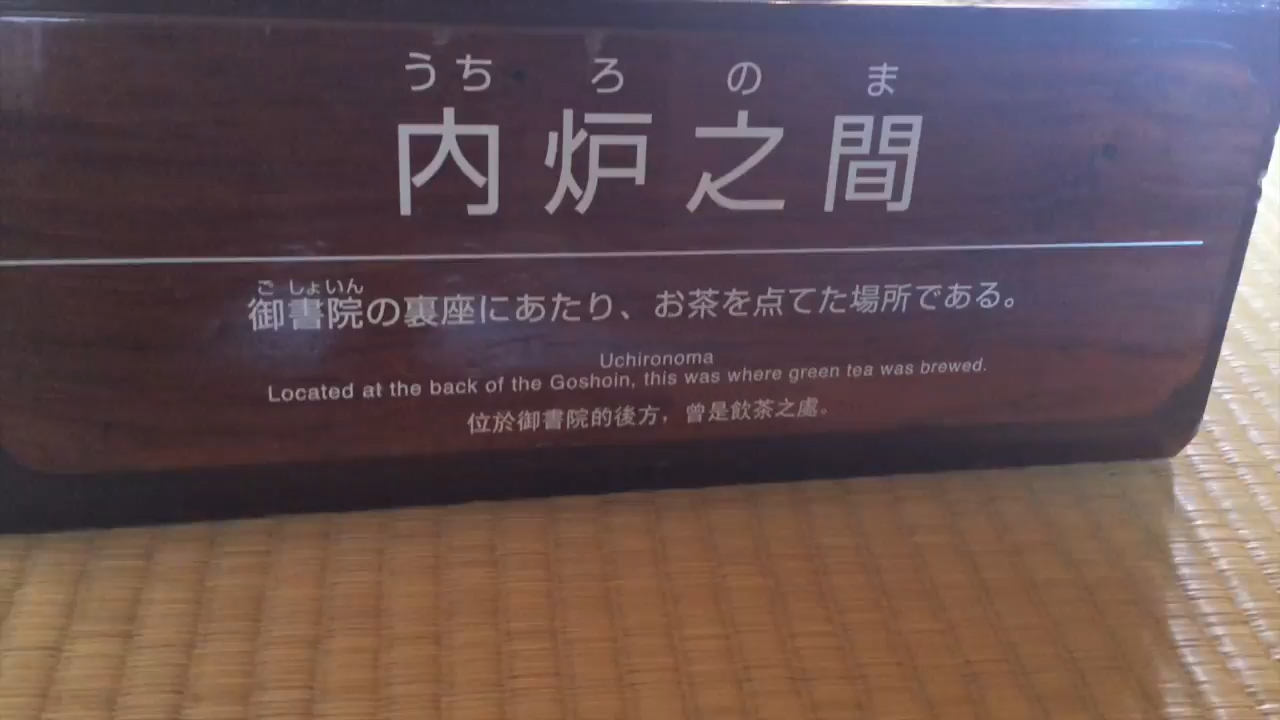 うち ろ の ま
内炉之間
ご しょいん
御書院の裏座にあたり、お茶を点てた場所である。
Uchironoma
Located at the back of the Goshoin, this was where green tea was brewed.
位於御書院的後方，曾是飲茶之處。